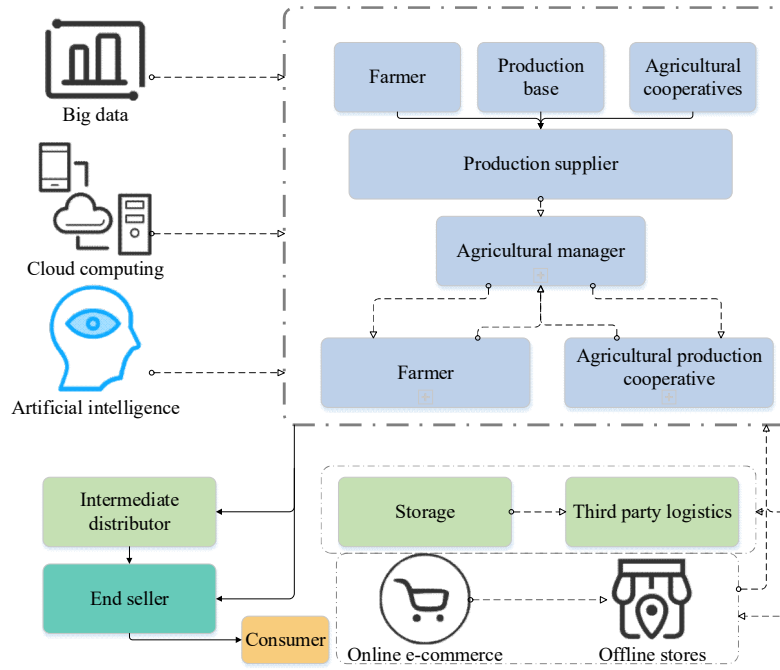 Big data
Cloud computing
Artificial intelligence
Farmer
Production
base
Agricultural
cooperatives
Production supplier
Agricultural manager
Farmer
Agricultural production
cooperative
Intermediate
distributor
End seller
Consumer
Storage
Third party logistics
Online e-commerce
Offline stores